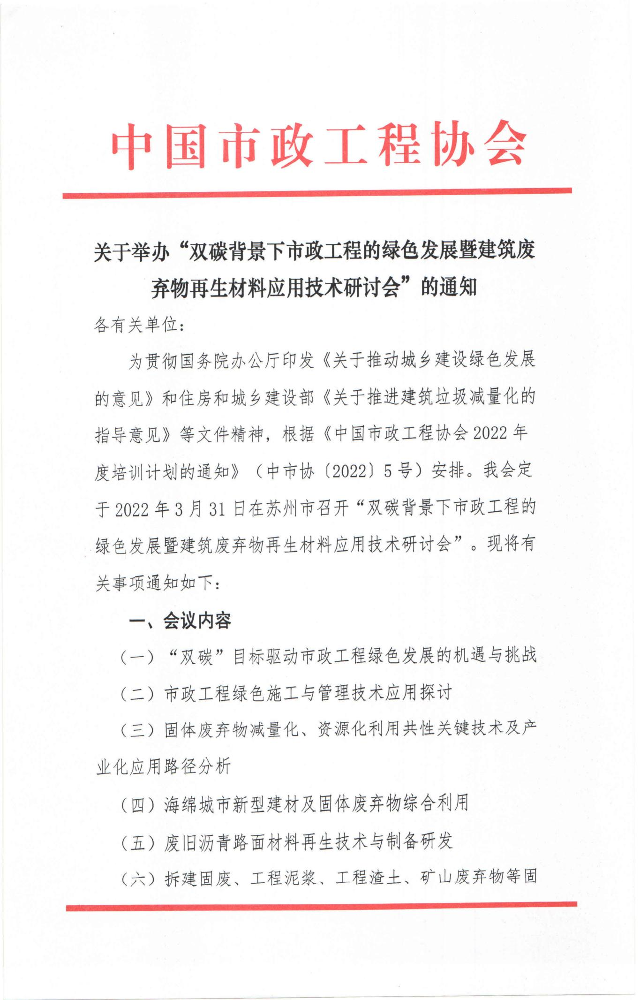 中国市政工程协会
关于举办“双碳背景下市政工程的绿色发展暨建筑废
弃物再生材料应用技术研讨会”的通知
各有关单位：
为贯彻国务院办公厅印发《关于推动城乡建设绿色发展
的意见》和住房和城乡建设部《关于推进建筑垃圾减量化的
指导意见》等文件精神，根据《中国市政工程协会2022年
度培训计划的通知》（中市协〔2022〕5号）安排。我会定
于2022年3月31日在苏州市召开“双碳背景下市政工程的
绿色发展暨建筑废弃物再生材料应用技术研讨会”。现将有
关事项通知如下：
一、会议内容
（一）“双碳”目标驱动市政工程绿色发展的机遇与挑战
（二）市政工程绿色施工与管理技术应用探讨
（三）固体废弃物减量化、资源化利用共性关键技术及产
业化应用路径分析
（四）海绵城市新型建材及固体废弃物综合利用
（五）废旧沥青路面材料再生技术与制备研发
（六）拆建固废、工程泥浆、工程渣土、矿山废弃物等固